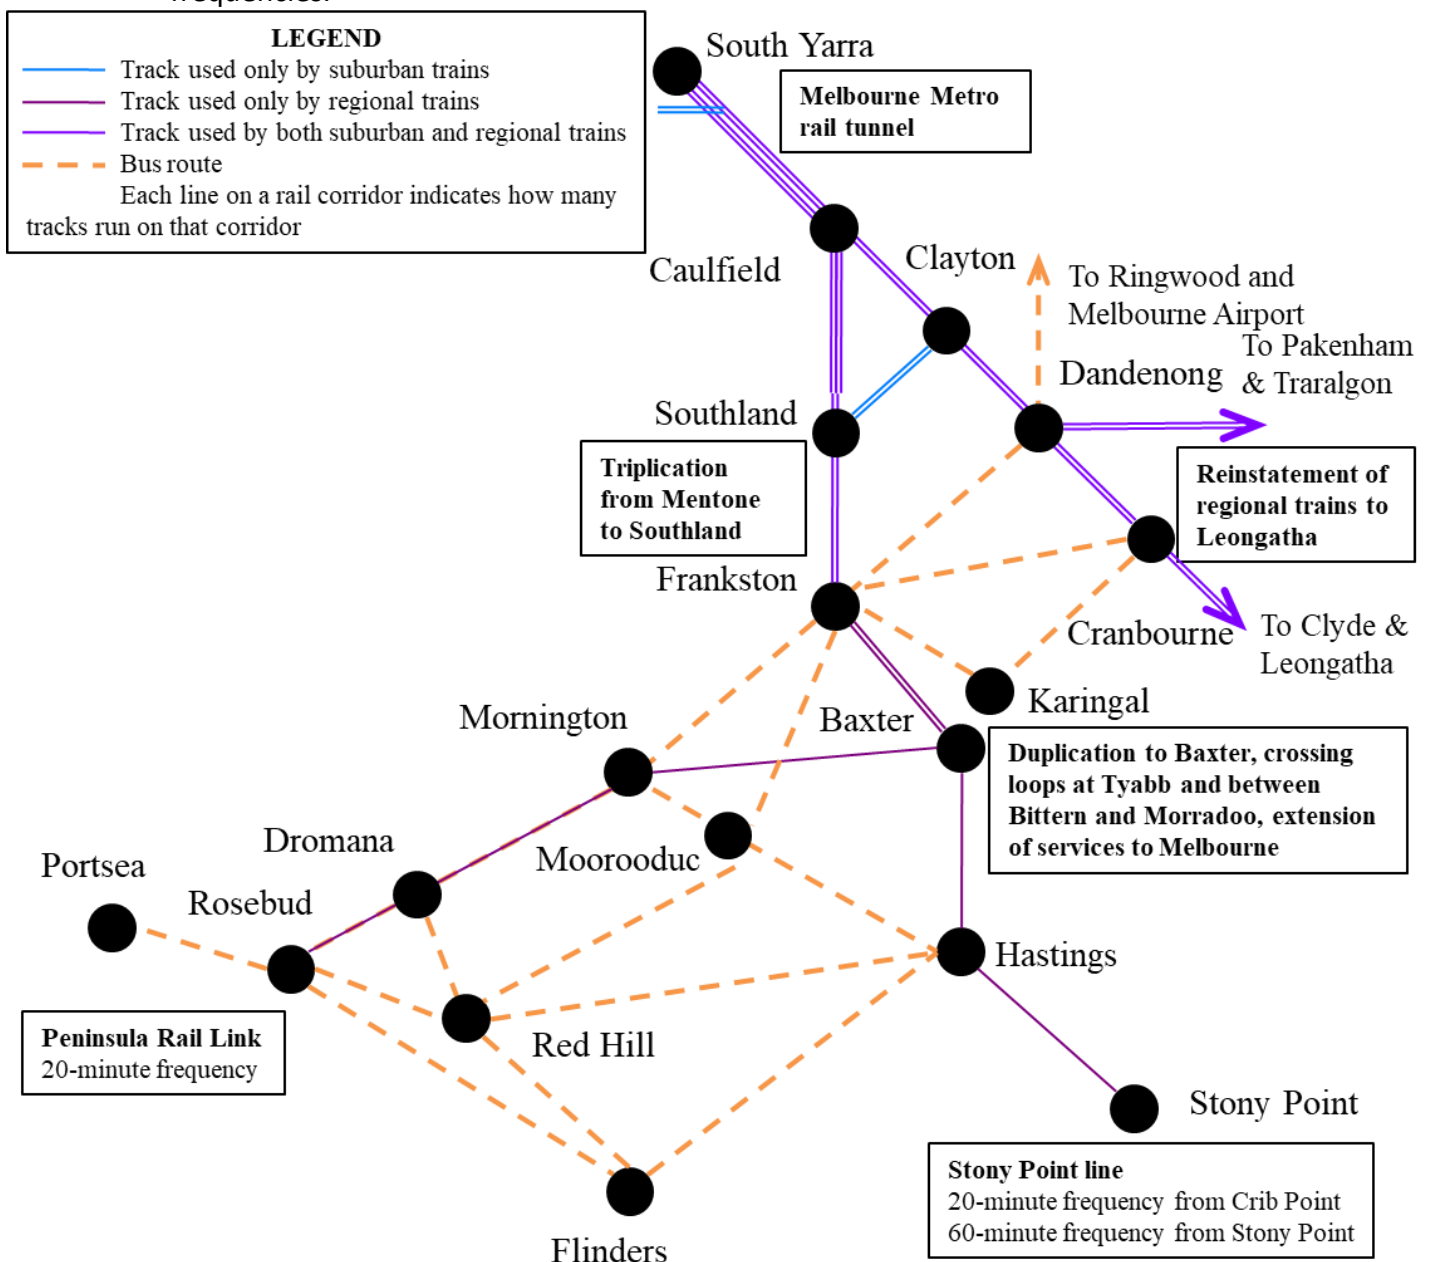 frequencies.
LEGEND
Track used only by suburban trains
Track used only by regional trains
Track used by both suburban and regional trains
Bus route
Each line on a rail corridor indicates how many
tracks run on that corridor
South Yarra
Melbourne Metro
rail tunnel
Caulfield
Clayton
To Ringwood and
Melbourne Airport
To Pakenham
& Traralgon
Dandenong
Southland
Triplication
from Mentone
to Southland
Reinstatement of
regional trains to
Leongatha
Frankston
Cranbourne
To Clyde &
Leongatha
Karingal
Mornington
Baxter
Duplication to Baxter, crossing
loops at Tyabb and between
Bittern and Morradoo, extension
of services to Melbourne
Dromana
Moorooduc
Portsea
Rosebud
Hastings
Peninsula Rail Link
20-minute frequency
Red Hill
Stony Point
Stony Point line
20-minute frequency from Crib Point
60-minute frequency from Stony Point
Flinders